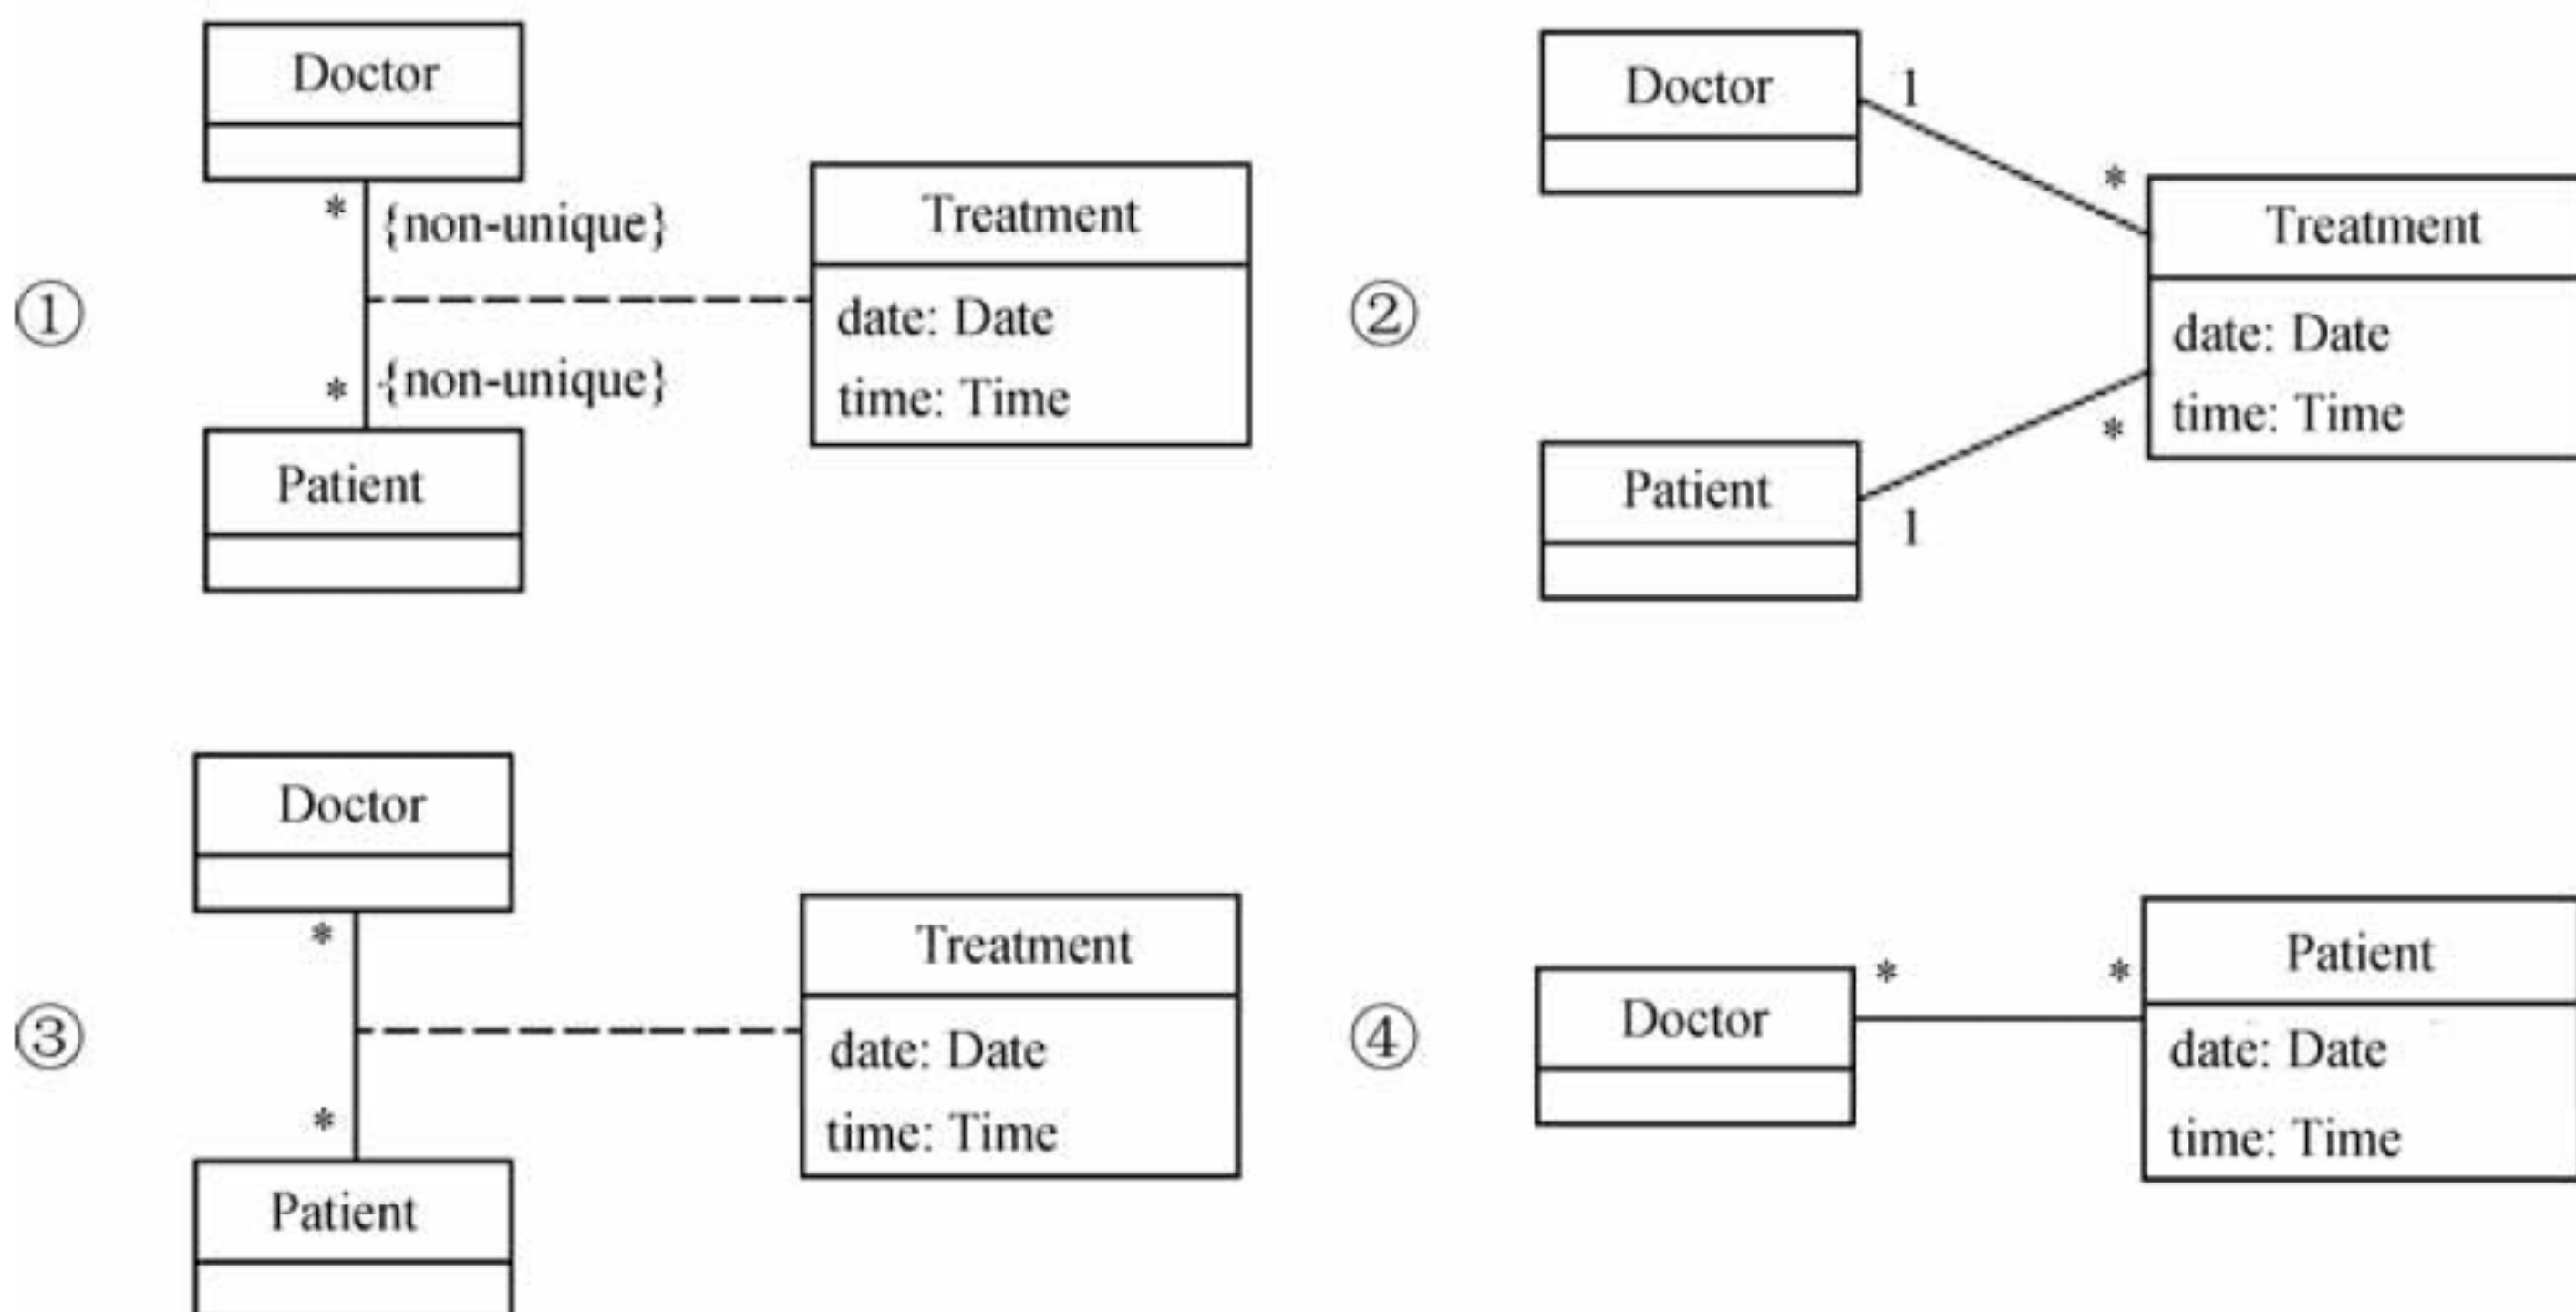 ①
Doctor
*
{non-unique}
*
{non-unique}
Patient
Treatment
date: Date
time: Time
②
Doctor
1
*
Patient
1
*
Treatment
date: Date
time: Time
③
Doctor
*
*
Patient
Treatment
date: Date
time: Time
④
Doctor
*
*
Patient
date: Date
time: Time